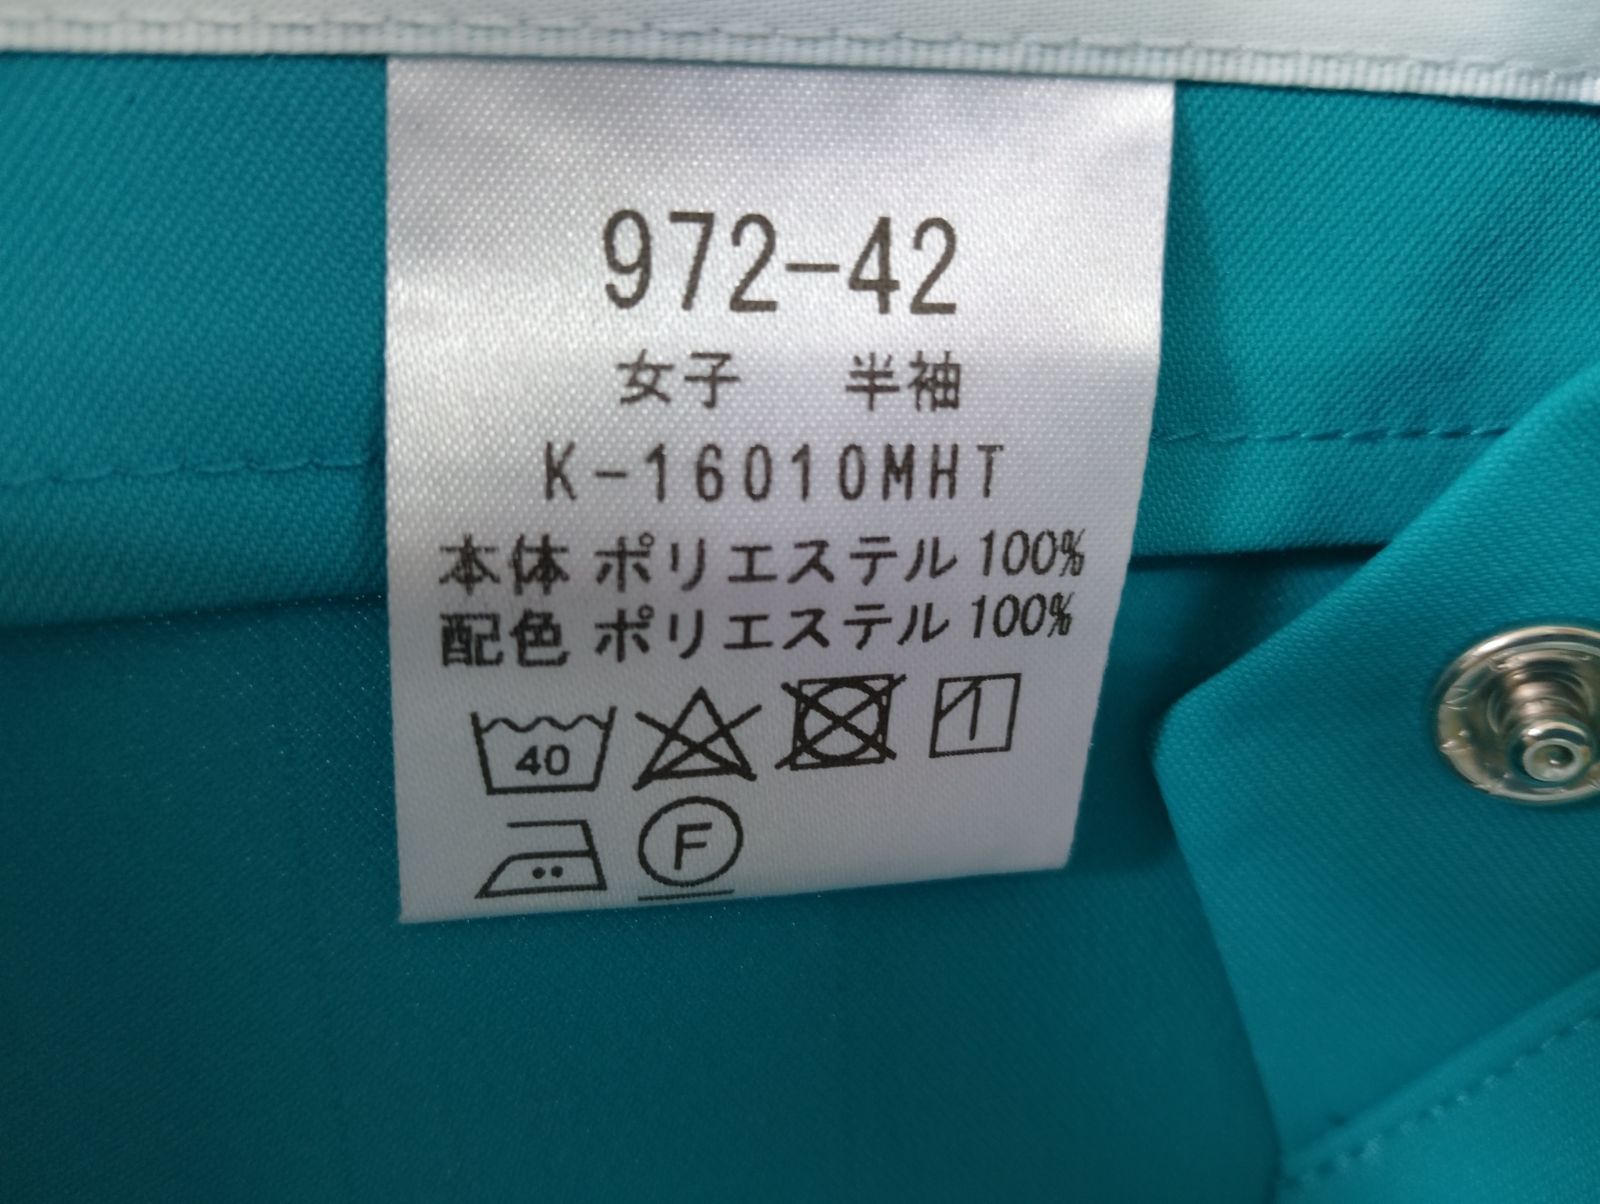 972-42
女子 半袖
K-16010MHT
本体 ポリエステル 100%
配色 ポリエステル 100%
40
F